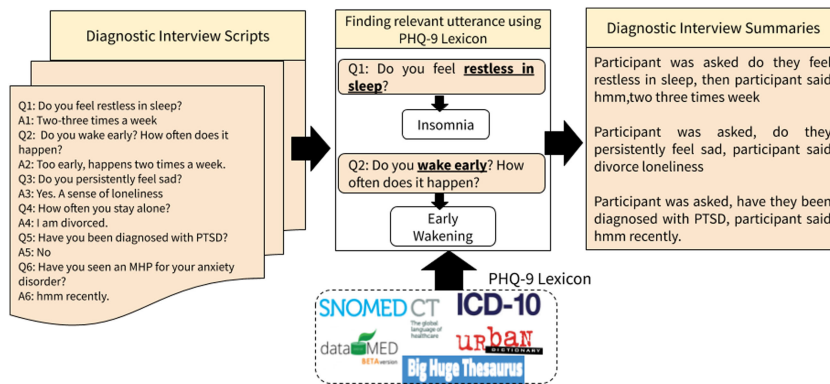 Diagnostic Interview Scripts
Q1: Do you feel restless in sleep?
A1: Two-three times a week
Q2:  Do you wake early? How often does it
happen?
A2: Too early, happens two times a week.
Q3: Do you persistently feel sad?
A3: Yes. A sense of loneliness
Q4: How often you stay alone?
A4: I am divorced.
Q5: Have you been diagnosed with PTSD?
A5: No
Q6: Have you seen an MHP for your anxiety
disorder?
A6: hmm recently.
Finding relevant utterance using
PHQ-9 Lexicon
Q1: Do you feel restless in
sleep?
Insomnia
Q2: Do you wake early? How
often does it happen?
Early
Wakening
PHQ-9 Lexicon
SNOMED CT
The global
language of
healthcare
ICD-10
dataMED
BETA version
urban
DICTIONARY
Big Huge Thesaurus
Diagnostic Interview Summaries
Participant was asked do they feel
restless in sleep, then participant said
hmm,two three times week
Participant was asked, do they
persistently feel sad, participant said
divorce loneliness
Participant was asked, have they been
diagnosed with PTSD, participant said
hmm recently.